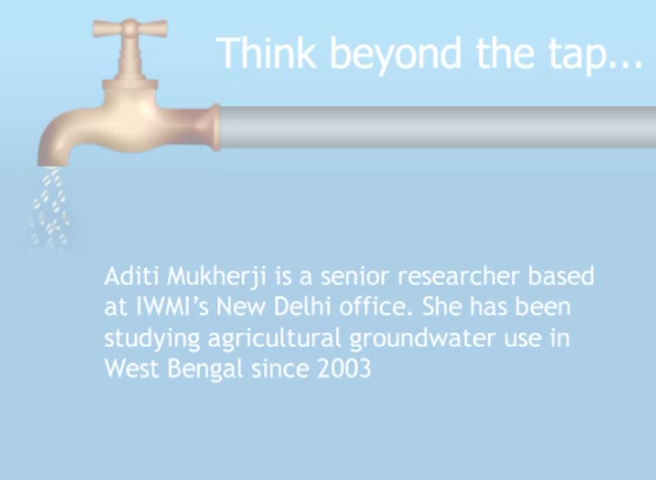 Think beyond the tap...
Aditi Mukherji is a senior researcher based
at IWMI’s New Delhi office. She has been
studying agricultural groundwater use in
West Bengal since 2003